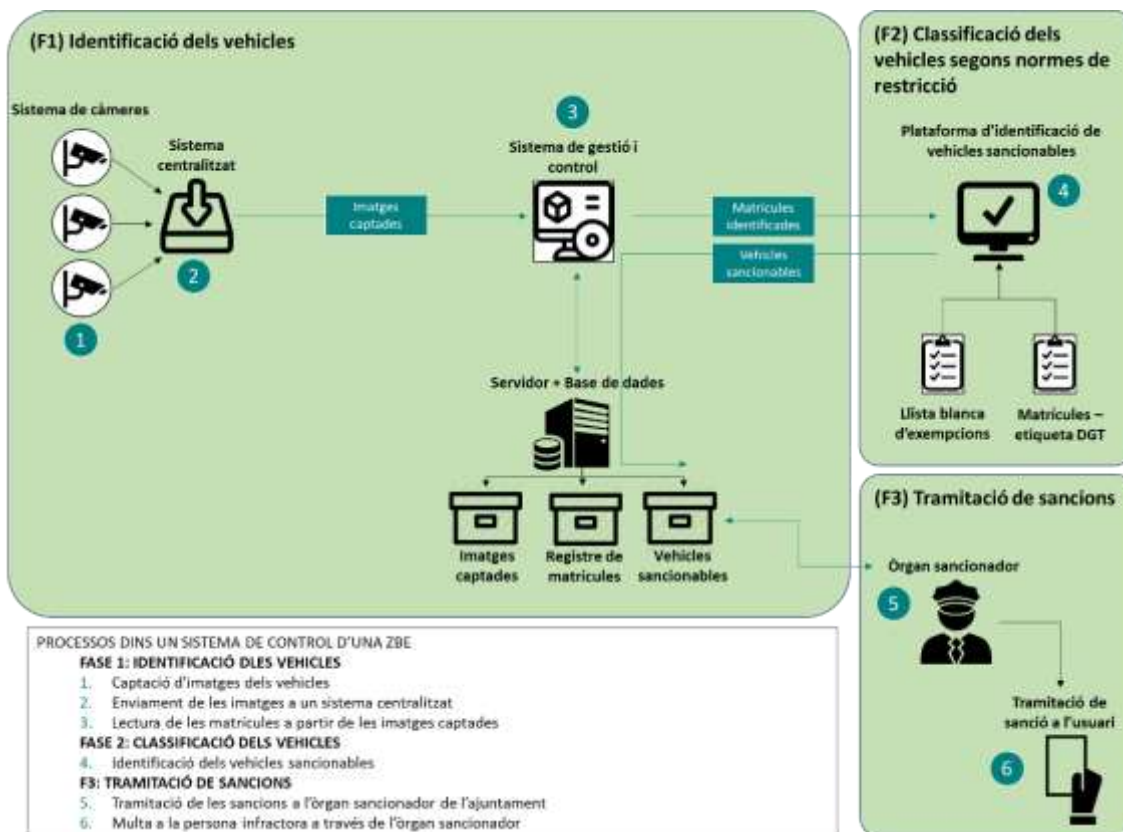 (F1) Identificació dels vehicles
Sistema de càmeres
1
Sistema
centralitzat
2
Imatges
captades
3
Sistema de gestió i
control
Matrícules
identificades
Vehicles
sancionables
Servidor + Base de dades
Imatges
captades
Registre de
matrícules
Vehicles
sancionables
(F2) Classificació dels
vehicles segons normes de
restricció
Plataforma d'identificació de
vehicles sancionables
4
Llista blanca
d'exempcions
Matrícules –
etiqueta DGT
(F3) Tramitació de sancions
Òrgan sancionador
5
Tramitació de
sanció a l'usuari
6
PROCESSOS DINS UN SISTEMA DE CONTROL D'UNA ZBE
FASE 1: IDENTIFICACIÓ DLES VEHICLES
1. Captació d'imatges dels vehicles
2. Enviament de les imatges a un sistema centralitzat
3. Lectura de les matrícules a partir de les imatges captades
FASE 2: CLASSIFICACIÓ DELS VEHICLES
4. Identificació dels vehicles sancionables
F3: TRAMITACIÓ DE SANCIONS
5. Tramitació de les sancions a l'òrgan sancionador de l'ajuntament
6. Multa a la persona infractora a través de l'òrgan sancionador